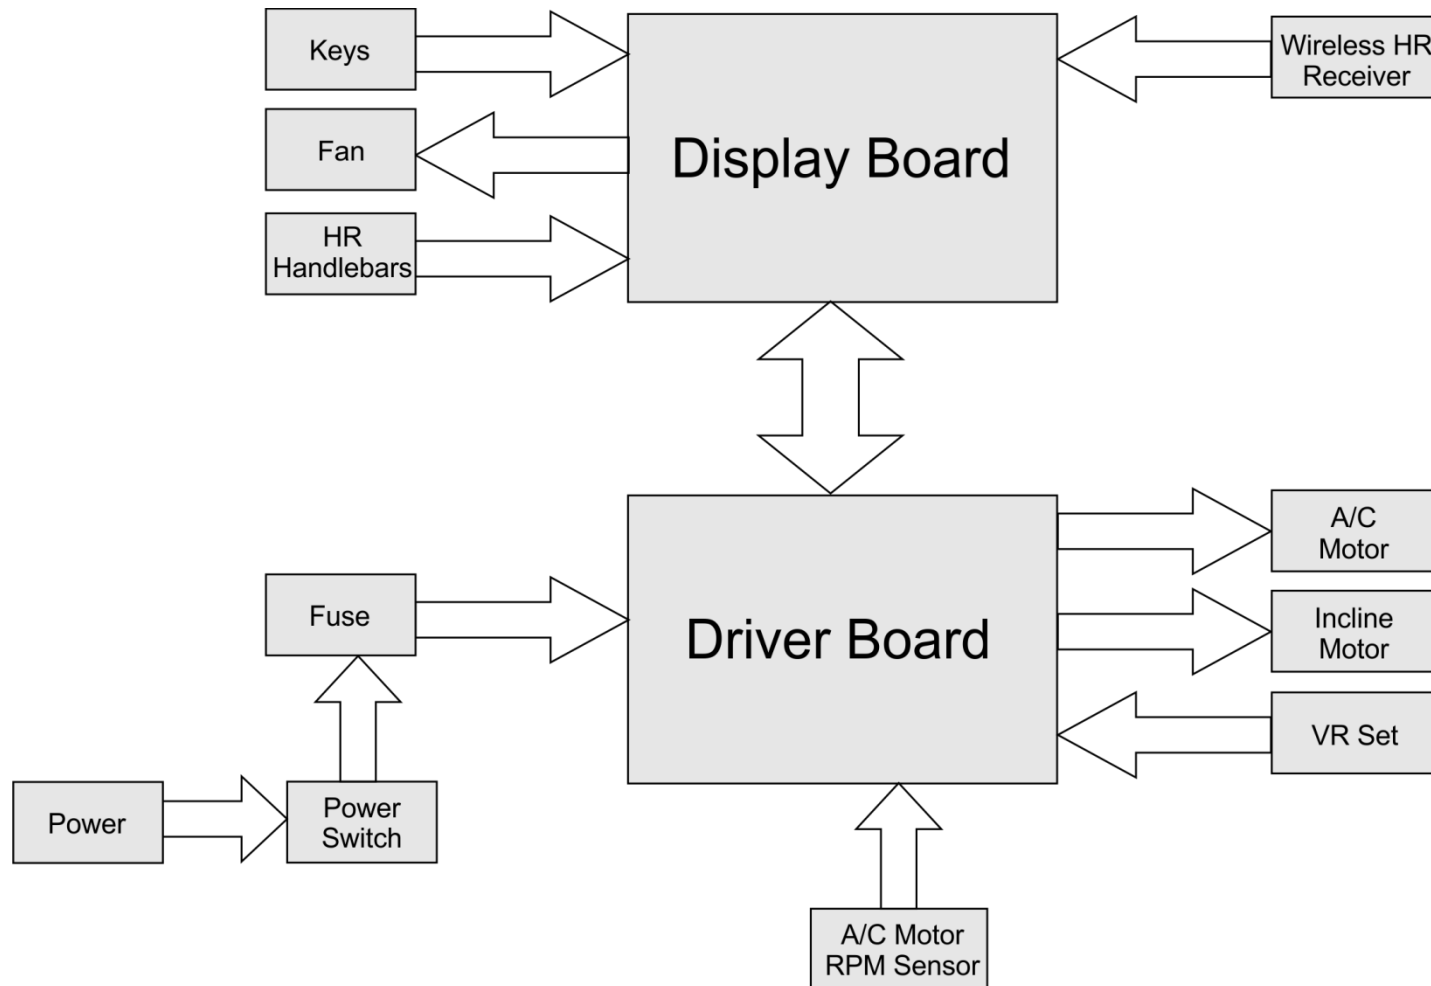 Keys
Wireless HR
Receiver
Fan
Display Board
HR
Handlebars
A/C
Motor
Fuse
Incline
Motor
Driver Board
VR Set
Power
Power
Switch
A/C Motor
RPM Sensor